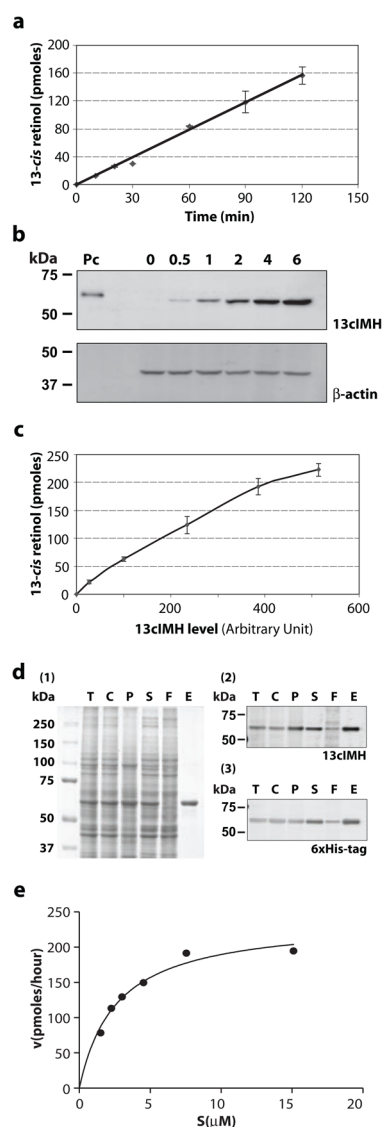 a
13-cis retinol (pmoles)
200
160
120
80
40
0
0 30 60 90 120 150
Time (min)
b
kDa Pc 0 0.5 1 2 4 6
75
50
13cIMH
50
37
β-actin
c
13-cis retinol (pmoles)
250
200
150
100
50
0
0 200 400 600
13cIMH level (Arbitrary Unit)
d
(1)
kDa T C P S F E
250
150
100
75
50
37
(2)
T C P S F E
kDa
75
50
13cIMH
(3)
T C P S F E
kDa
75
50
6xHis-tag
e
v(pmoles/hour)
250
200
150
100
50
0
0 5 10 15 20
S(μM)